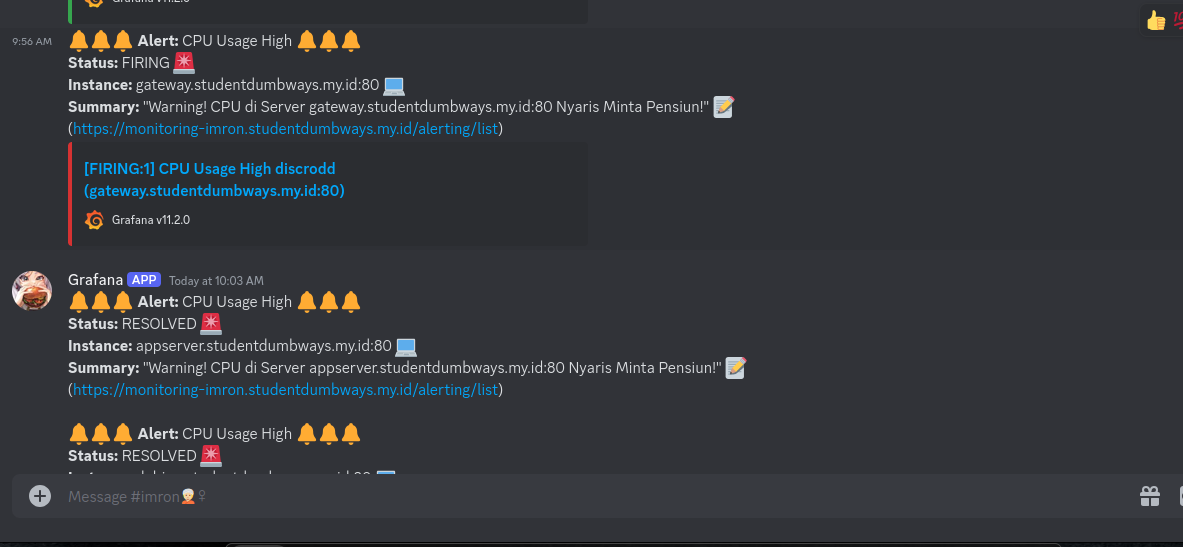 Grafana v11.2.0
9:56 AM
🔔🔔🔔 Alert: CPU Usage High 🔔🔔🔔
Status: FIRING 🚨
Instance: gateway.studentdumbways.my.id:80 💻
Summary: "Warning! CPU di Server gateway.studentdumbways.my.id:80 Nyaris Minta Pensiun!" 📝
(https://monitoring-imron.studentdumbways.my.id/alerting/list)
[FIRING:1] CPU Usage High discrodd
(gateway.studentdumbways.my.id:80)
Grafana v11.2.0
Grafana APP Today at 10:03 AM
🔔🔔🔔 Alert: CPU Usage High 🔔🔔🔔
Status: RESOLVED 🚨
Instance: appserver.studentdumbways.my.id:80 💻
Summary: "Warning! CPU di Server appserver.studentdumbways.my.id:80 Nyaris Minta Pensiun!" 📝
(https://monitoring-imron.studentdumbways.my.id/alerting/list)
🔔🔔🔔 Alert: CPU Usage High 🔔🔔🔔
Status: RESOLVED 🚨
Message #imron